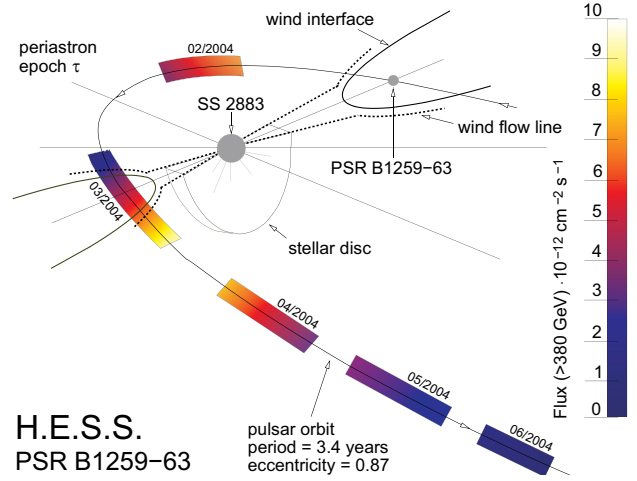 wind interface
periastron
epoch τ
02/2004
SS 2883
wind flow line
PSR B1259−63
03/2004
stellar disc
04/2004
05/2004
06/2004
pulsar orbit
period = 3.4 years
eccentricity = 0.87
H.E.S.S.
PSR B1259−63
10
9
8
7
6
5
4
3
2
1
0
Flux (>380 GeV) ·10⁻¹² cm⁻² s⁻¹